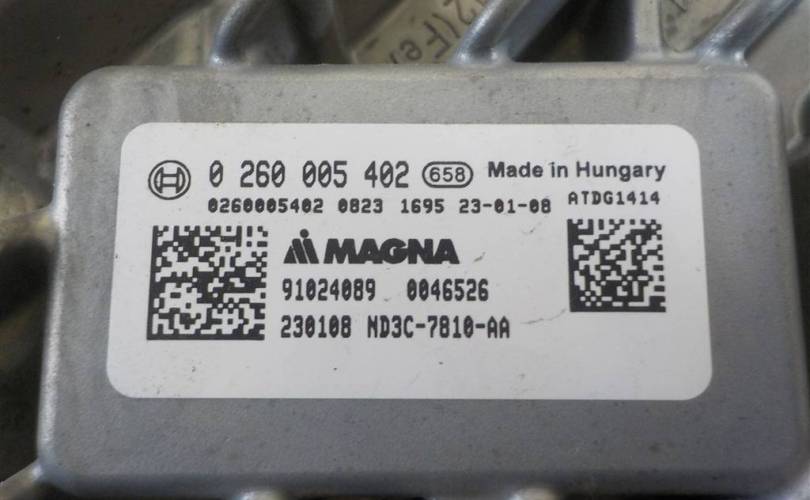 0 260 005 402 658 Made in Hungary
0260005402 0823 1695 23-01-08 ATDG1414
MAGNA
91024089 0046526
230108 ND3C-7810-AA